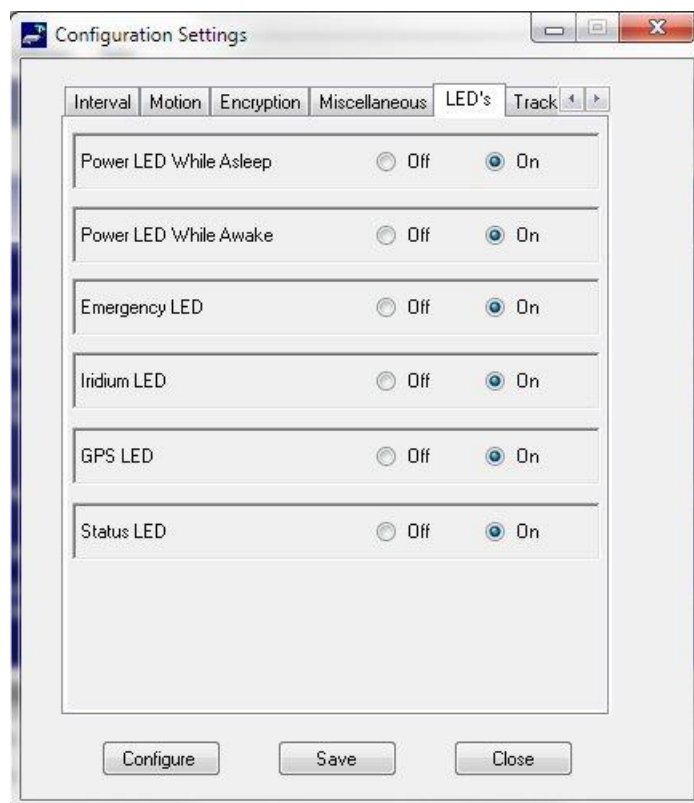 Configuration Settings
Interval Motion Encryption Miscellaneous LED's Track
Power LED While Asleep Off On
Power LED While Awake Off On
Emergency LED Off On
Iridium LED Off On
GPS LED Off On
Status LED Off On
Configure Save Close